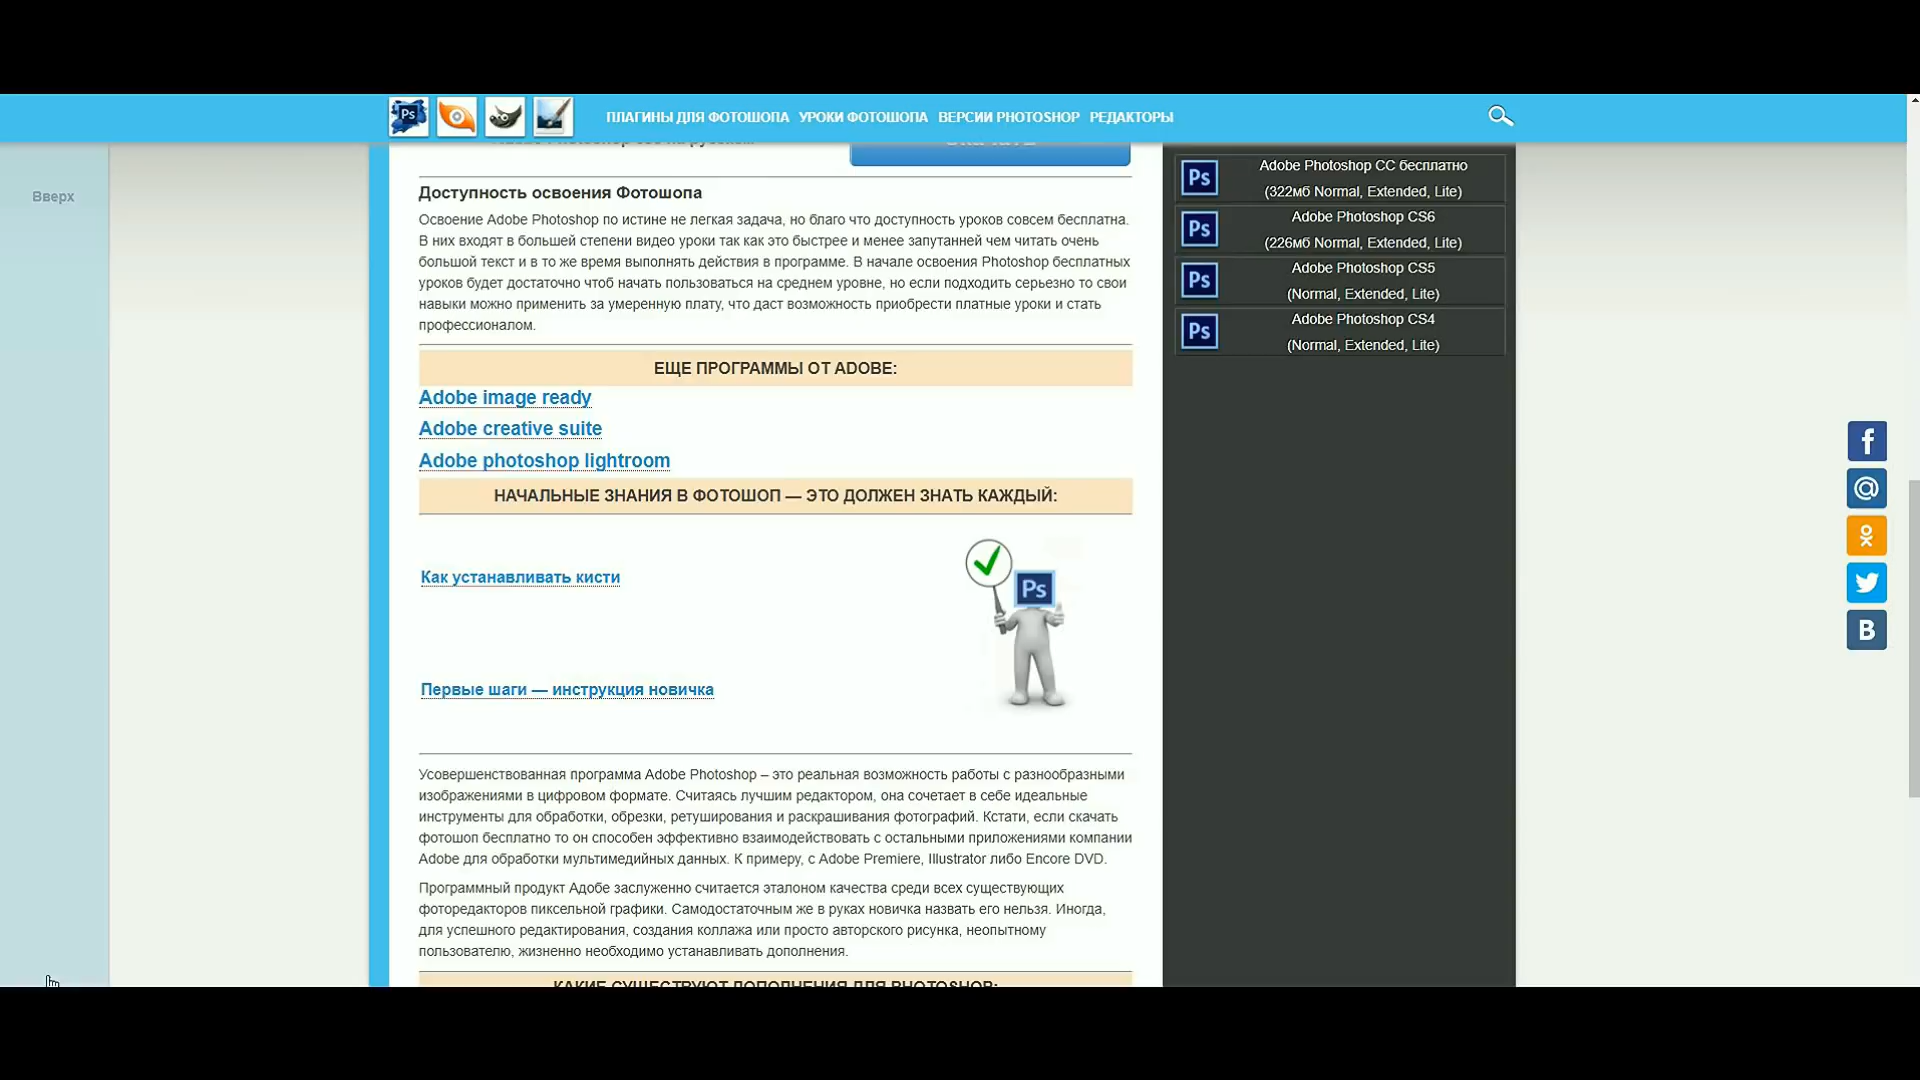 ПЛАГИНЫ ДЛЯ ФОТОШОПА УРОКИ ФОТОШОПА ВЕРСИИ PHOTOSHOP РЕДАКТОРЫ
Вверх
Доступность освоения Фотошопа
Освоение Adobe Photoshop по истине не легкая задача, но благо что доступность уроков совсем бесплатна.
В них входят в большей степени видео уроки так как это быстрее и менее запутанней чем читать очень
большой текст и в то же время выполнять действия в программе. В начале освоения Photoshop бесплатных
уроков будет достаточно чтоб начать пользоваться на среднем уровне, но если подходить серьезно то свои
навыки можно применить за умеренную плату, что даст возможность приобрести платные уроки и стать
профессионалом.
ЕЩЕ ПРОГРАММЫ ОТ ADOBE:
Adobe image ready
Adobe creative suite
Adobe photoshop lightroom
НАЧАЛЬНЫЕ ЗНАНИЯ В ФОТОШОП — ЭТО ДОЛЖЕН ЗНАТЬ КАЖДЫЙ:
Как устанавливать кисти
Ps
Первые шаги — инструкция новичка
Усовершенствованная программа Adobe Photoshop – это реальная возможность работы с разнообразными
изображениями в цифровом формате. Считаясь лучшим редактором, она сочетает в себе идеальные
инструменты для обработки, обрезки, ретуширования и раскрашивания фотографий. Кстати, если скачать
фотошоп бесплатно то он способен эффективно взаимодействовать с остальными приложениями компании
Adobe для обработки мультимедийных данных. К примеру, с Adobe Premiere, Illustrator либо Encore DVD.
Программный продукт Адобе заслуженно считается эталоном качества среди всех существующих
фоторедакторов пиксельной графики. Самодостаточным же в руках новичка назвать его нельзя. Иногда,
для успешного редактирования, создания коллажа или просто авторского рисунка, неопытному
пользователю, жизненно необходимо устанавливать дополнения.
КАКИЕ СУЩЕСТВУЮТ ДОПОЛНЕНИЯ ДЛЯ PHOTOSHOP:
Ps Adobe Photoshop CC бесплатно
(322мб Normal, Extended, Lite)
Ps Adobe Photoshop CS6
(226мб Normal, Extended, Lite)
Ps Adobe Photoshop CS5
(Normal, Extended, Lite)
Ps Adobe Photoshop CS4
(Normal, Extended, Lite)